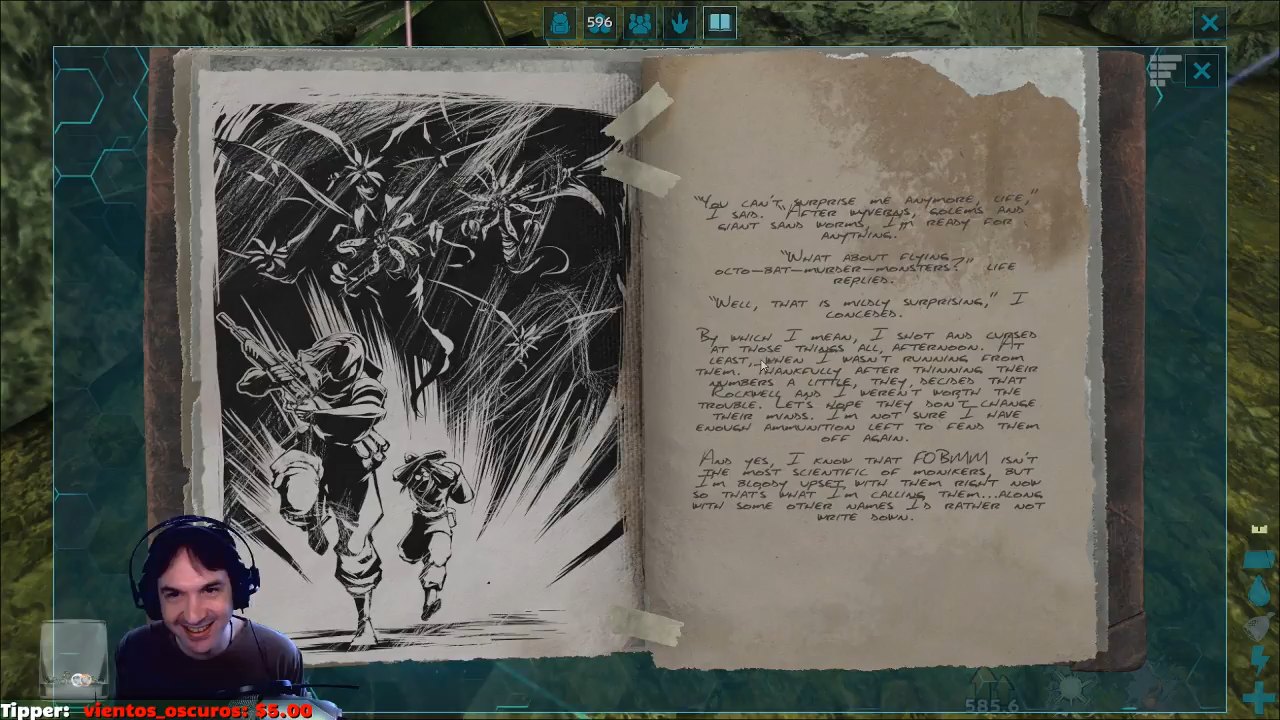 596
"You can't surprise me anymore, life,"
I said. "After wyverns, golems and
giant sand worms, I'm ready for
anything.
"What about flying
octo-bat-murder-monsters?" life
replied.
"Well, that is mildly surprising," I
conceded.
By which I mean, I shot and cursed
at those things all afternoon. At
least, when I wasn't running from
them. Thankfully after thinning their
numbers a little, they decided that
Rockwell and I weren't worth the
trouble. Let's hope they don't change
their minds. I'm not sure I have
enough ammunition left to fend them
off again.
And yes, I know that FOBMM isn't
the most scientific of monikers, but
I'm bloody upset with them right now
so that's what I'm calling them...along
with some other names I'd rather not
write down.
585.6
Tipper: vientos_oscuros: $5.00